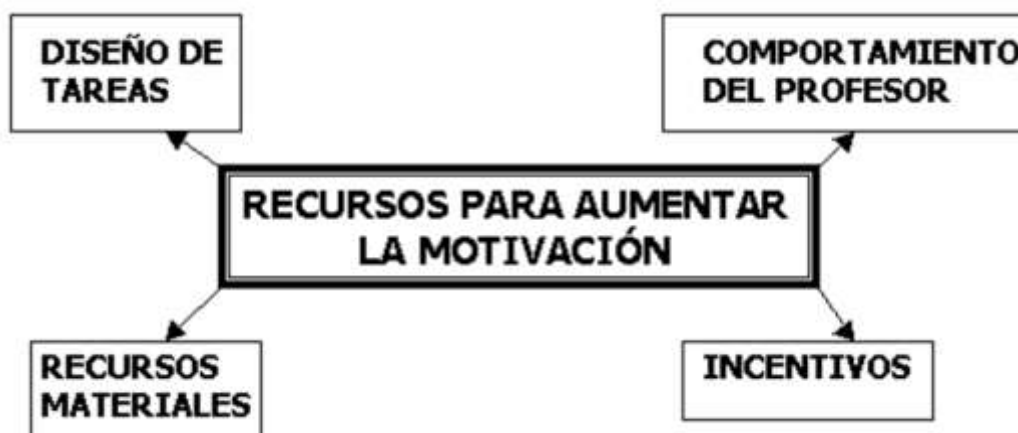 DISEÑO DE
TAREAS
COMPORTAMIENTO
DEL PROFESOR
RECURSOS PARA AUMENTAR
LA MOTIVACIÓN
RECURSOS
MATERIALES
INCENTIVOS